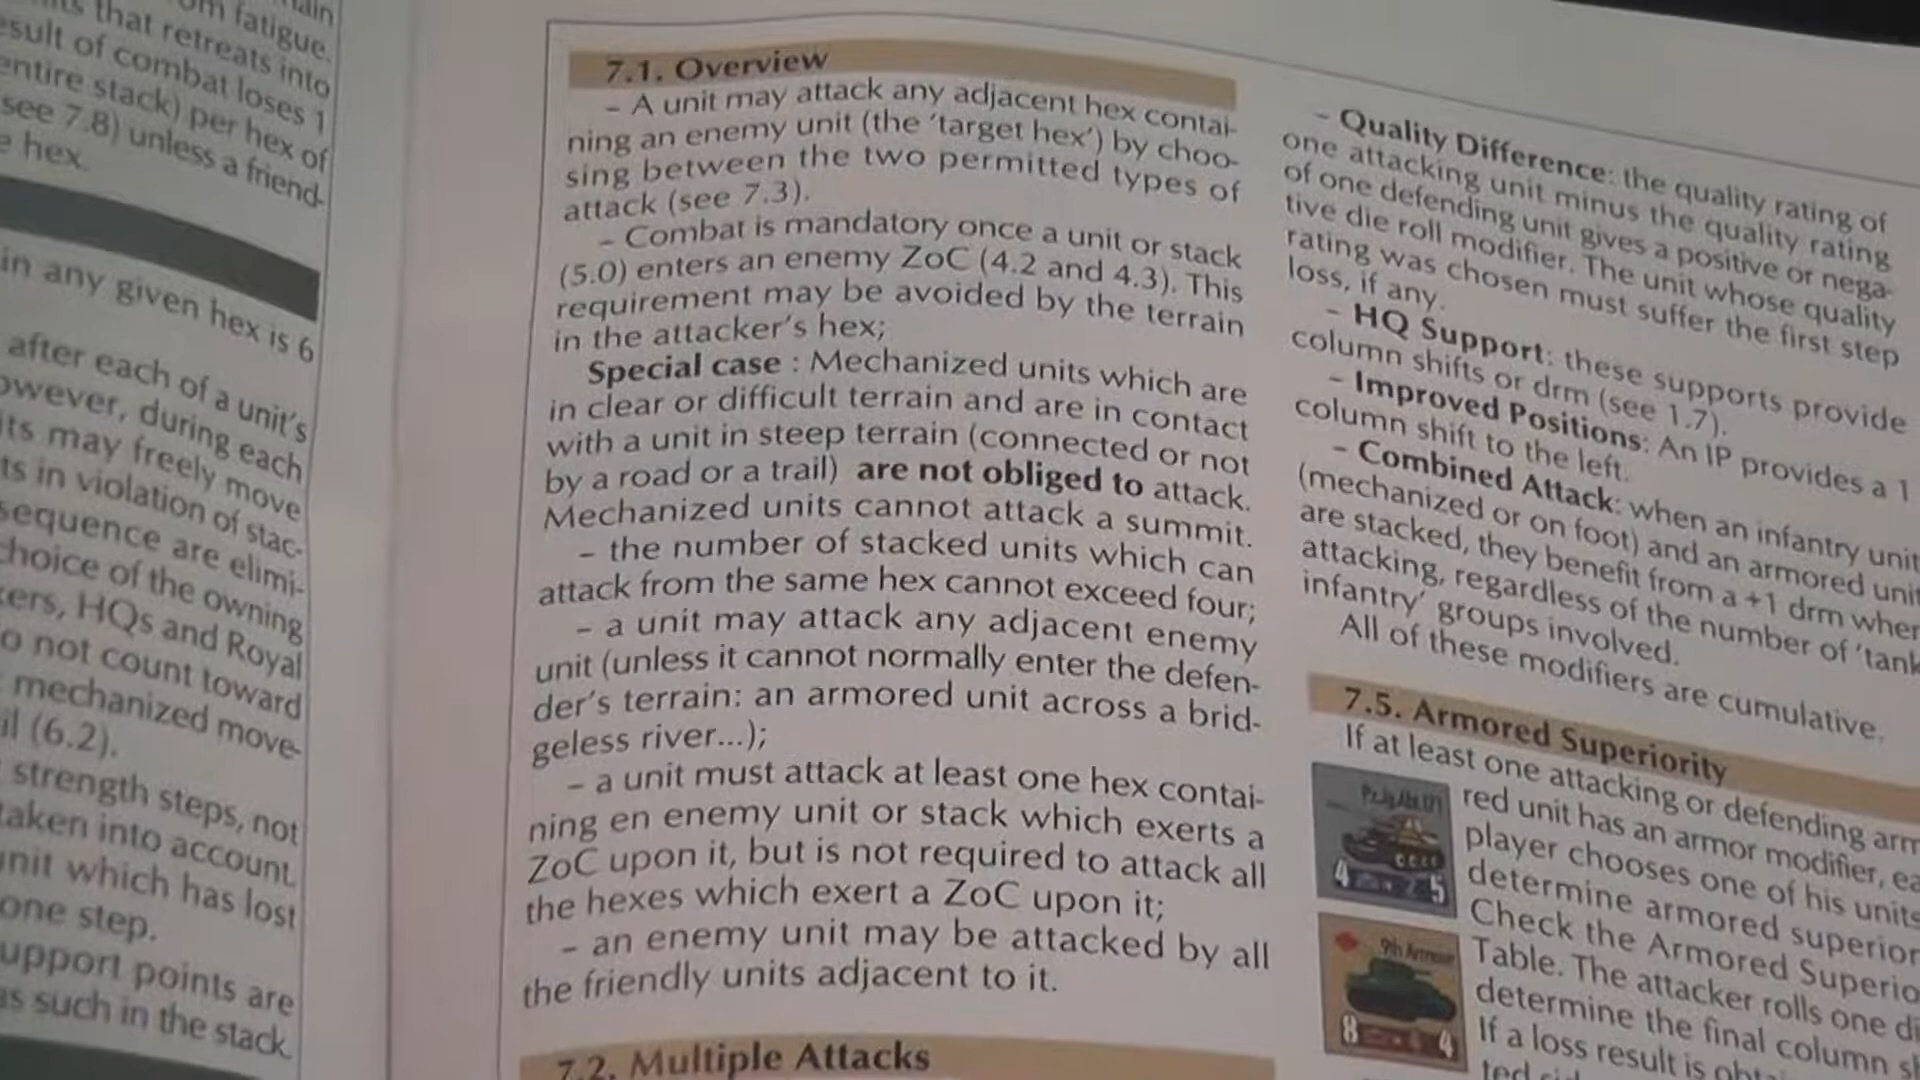 ain
its that retreats into
om fatigue.
esult of combat loses 1
entire stack) per hex of
see 7.8) unless a friend-
e hex.
in any given hex is 6
after each of a unit's
owever, during each
its may freely move
ts in violation of stac-
sequence are elimi-
choice of the owning
kers, HQs and Royal
o not count toward
mechanized move-
il (6.2).
strength steps, not
taken into account.
unit which has lost
one step.
upport points are
as such in the stack.
7.1. Overview
– A unit may attack any adjacent hex contai-
ning an enemy unit (the 'target hex') by choo-
sing between the two permitted types of
attack (see 7.3).
– Combat is mandatory once a unit or stack
(5.0) enters an enemy ZoC (4.2 and 4.3). This
requirement may be avoided by the terrain
in the attacker's hex;
Special case : Mechanized units which are
in clear or difficult terrain and are in contact
with a unit in steep terrain (connected or not
by a road or a trail) are not obliged to attack.
Mechanized units cannot attack a summit.
– the number of stacked units which can
attack from the same hex cannot exceed four;
– a unit may attack any adjacent enemy
unit (unless it cannot normally enter the defen-
der's terrain: an armored unit across a brid-
geless river...);
– a unit must attack at least one hex contai-
ning en enemy unit or stack which exerts a
ZoC upon it, but is not required to attack all
the hexes which exert a ZoC upon it;
– an enemy unit may be attacked by all
the friendly units adjacent to it.
7.2. Multiple Attacks
– Quality Difference: the quality rating of
one attacking unit minus the quality rating
of one defending unit gives a positive or nega-
tive die roll modifier. The unit whose quality
rating was chosen must suffer the first step
loss, if any.
– HQ Support: these supports provide
column shifts or drm (see 1.7).
– Improved Positions: An IP provides a 1
column shift to the left.
– Combined Attack: when an infantry unit
(mechanized or on foot) and an armored unit
are stacked, they benefit from a +1 drm when
attacking, regardless of the number of 'tank
infantry' groups involved.
All of these modifiers are cumulative.
7.5. Armored Superiority
If at least one attacking or defending arm
red unit has an armor modifier, ea
player chooses one of his units
determine armored superior
Check the Armored Superio
Table. The attacker rolls one di
determine the final column s
If a loss result is obta
ted sid
4 5
9th Armour
8 4